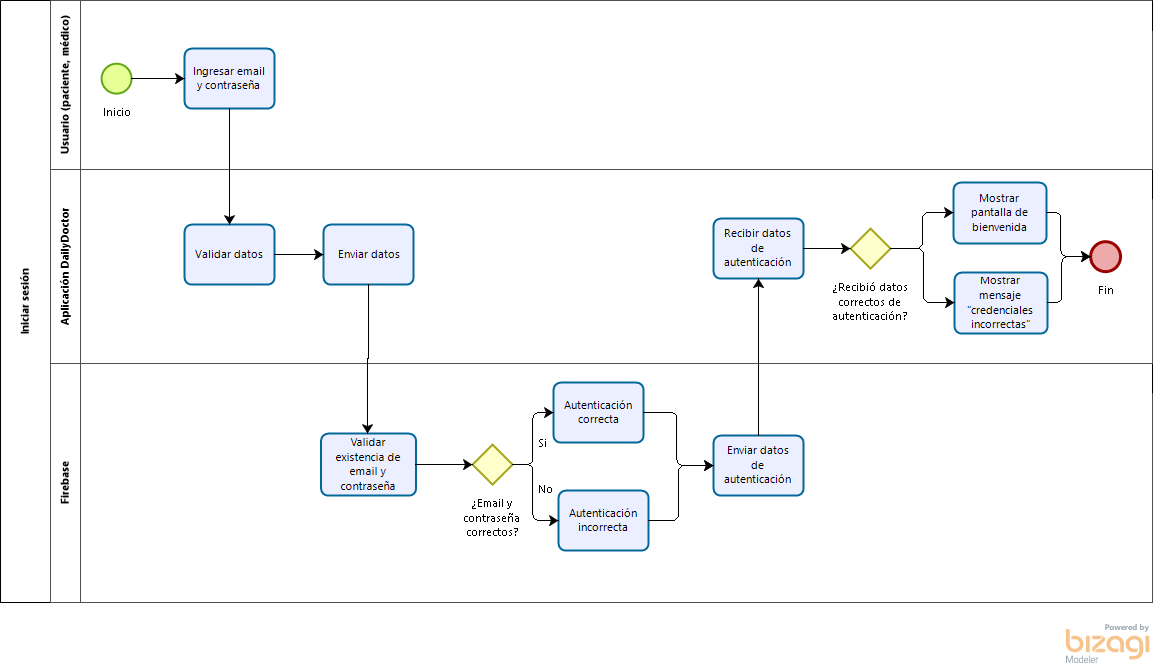 Iniciar sesión
Usuario (paciente, médico)
Inicio
Ingresar email
y contraseña
Aplicación DailyDoctor
Validar datos
Enviar datos
Recibir datos
de
autenticación
¿Recibió datos
correctos de
autenticación?
Mostrar
pantalla de
bienvenida
Mostrar
mensaje
"credenciales
incorrectas"
Fin
Firebase
Validar
existencia de
email y
contraseña
¿Email y
contraseña
correctos?
Si
No
Autenticación
correcta
Autenticación
incorrecta
Enviar datos
de
autenticación
Powered by
bizagi
Modeler